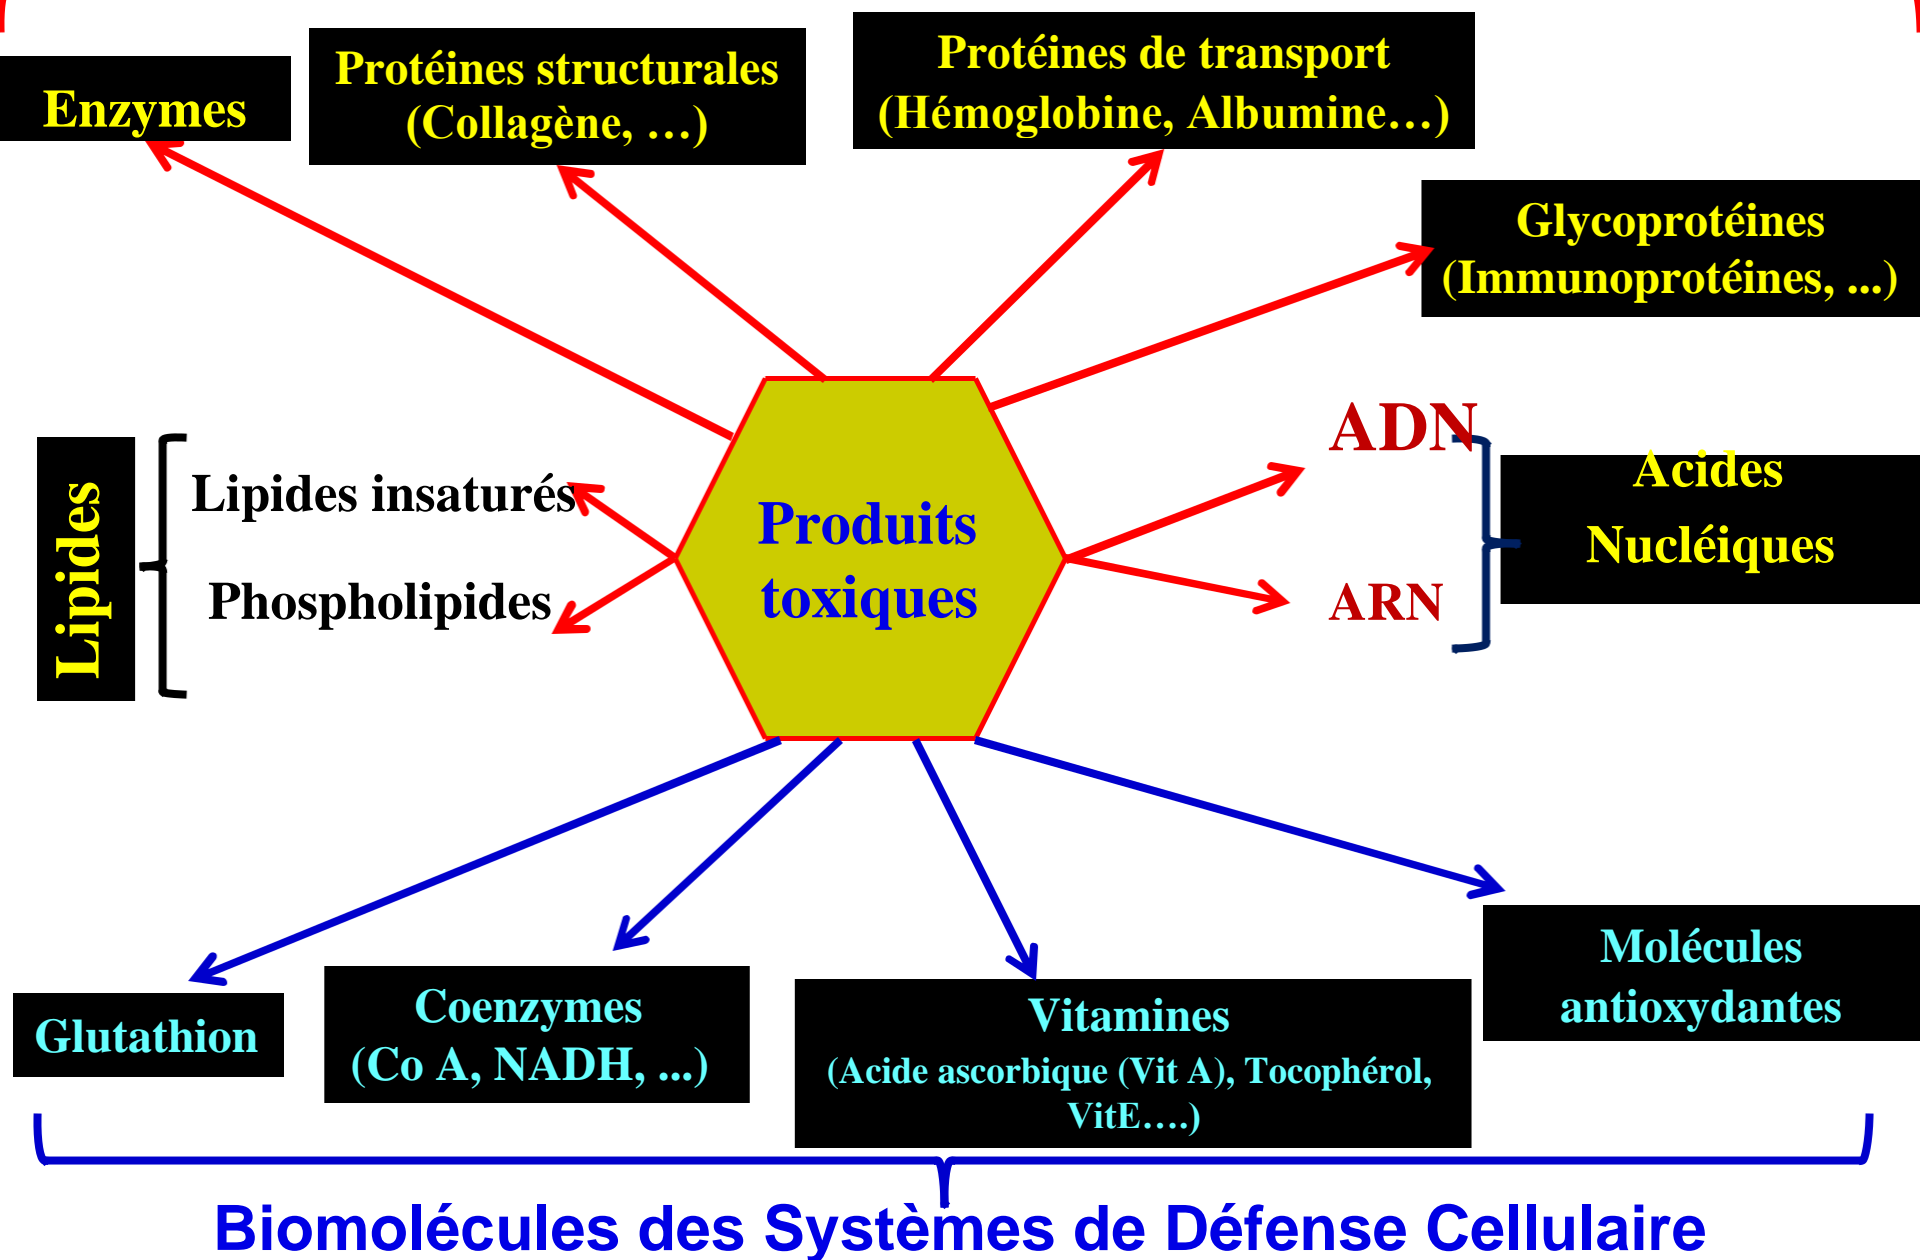 Enzymes
Protéines structurales
(Collagène, …)
Protéines de transport
(Hémoglobine, Albumine…)
Glycoprotéines
(Immunoprotéines, ...)
Lipides
Lipides insaturés
Phospholipides
Produits
toxiques
ADN
ARN
Acides
Nucléiques
Glutathion
Coenzymes
(Co A, NADH, ...)
Vitamines
(Acide ascorbique (Vit A), Tocophérol,
VitE….)
Molécules
antioxydantes
Biomolécules des Systèmes de Défense Cellulaire